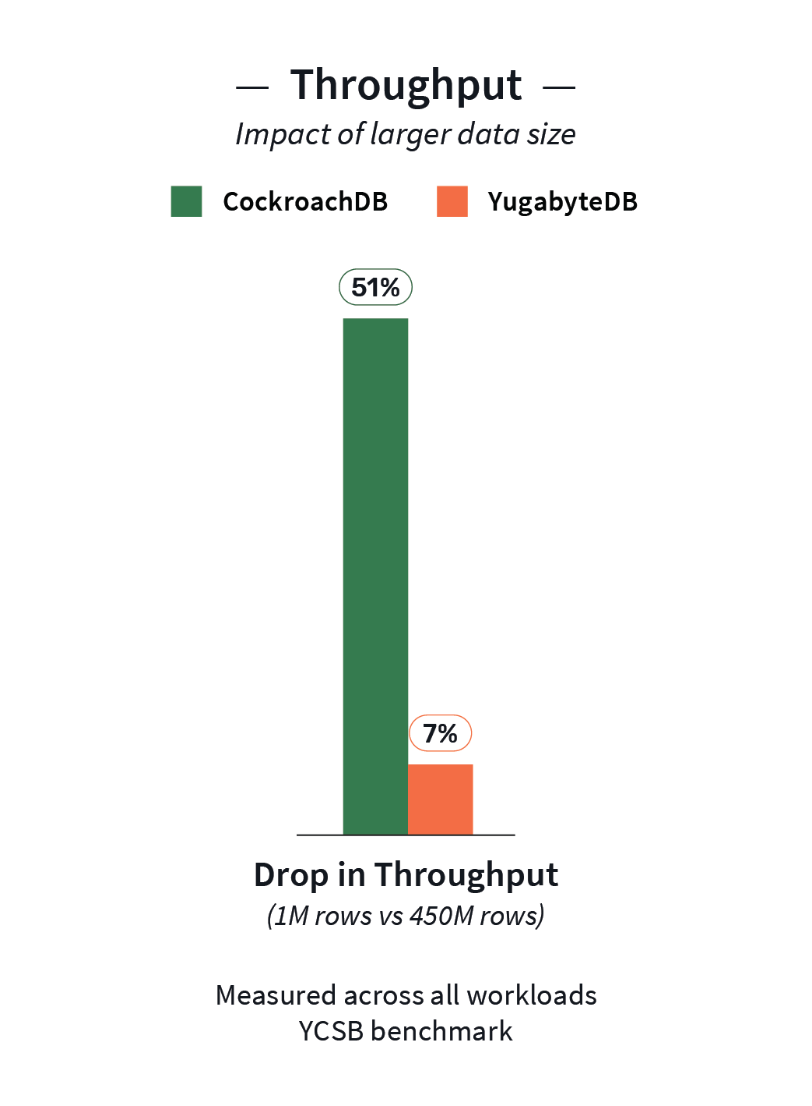 — Throughput —
Impact of larger data size
CockroachDB YugabyteDB
51%
7%
Drop in Throughput
(1M rows vs 450M rows)
Measured across all workloads
YCSB benchmark